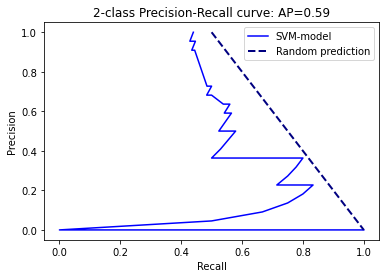 2-class Precision-Recall curve: AP=0.59
SVM-model
Random prediction
Precision
1.0
0.8
0.6
0.4
0.2
0.0
0.0 0.2 0.4 0.6 0.8 1.0
Recall